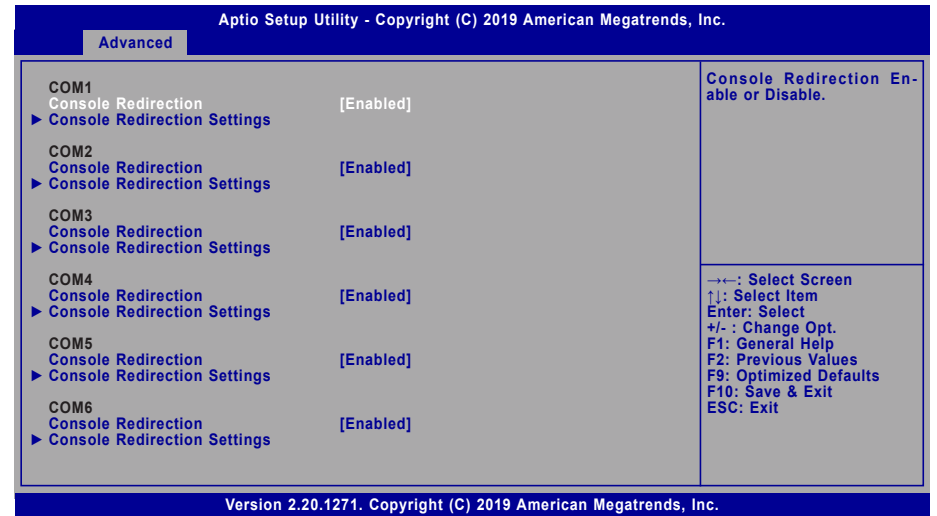 Aptio Setup Utility - Copyright (C) 2019 American Megatrends, Inc.
Advanced
COM1
Console Redirection [Enabled]
► Console Redirection Settings
COM2
Console Redirection [Enabled]
► Console Redirection Settings
COM3
Console Redirection [Enabled]
► Console Redirection Settings
COM4
Console Redirection [Enabled]
► Console Redirection Settings
COM5
Console Redirection [Enabled]
► Console Redirection Settings
COM6
Console Redirection [Enabled]
► Console Redirection Settings
Console Redirection En-
able or Disable.
→←: Select Screen
↑↓: Select Item
Enter: Select
+/- : Change Opt.
F1: General Help
F2: Previous Values
F9: Optimized Defaults
F10: Save & Exit
ESC: Exit
Version 2.20.1271. Copyright (C) 2019 American Megatrends, Inc.